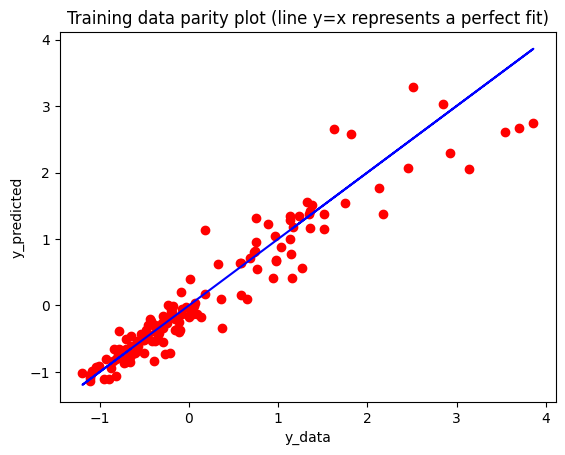 Training data parity plot (line y=x represents a perfect fit)
4
3
2
1
0
−1
y_predicted
−1 0 1 2 3 4
y_data